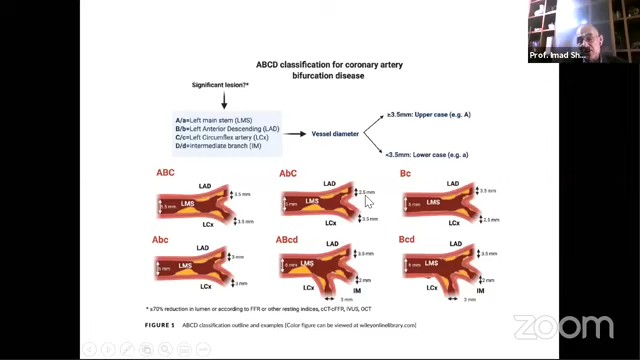 Prof. Imad Sh...
ABCD classification for coronary artery
bifurcation disease
Significant lesion?*
A/a=Left main stem (LMS)
B/b=Left Anterior Descending (LAD)
C/c=Left Circumflex artery (LCx)
D/d=Intermediate branch (IM)
Vessel diameter
≥3.5mm: Upper case (e.g. A)
<3.5mm: Lower case (e.g. a)
ABC
LAD
LMS
LCx
5.5 mm
3.5 mm
3.5 mm
AbC
LAD
LMS
LCx
5 mm
2.5 mm
3.5 mm
Bc
LAD
LMS
LCx
3.5 mm
2.5 mm
Abc
LAD
LMS
LCx
5 mm
3 mm
3 mm
ABcd
LAD
LMS
LCx
IM
6 mm
3.5 mm
2 mm
3 mm
Bcd
LAD
LMS
LCx
IM
3.5 mm
2 mm
3 mm
* ≥70% reduction in lumen or according to FFR or other resting indices, cCT-cFFR, IVUS, OCT
FIGURE 1 ABCD classification outline and examples [Color figure can be viewed at wileyonlinelibrary.com]
zoom